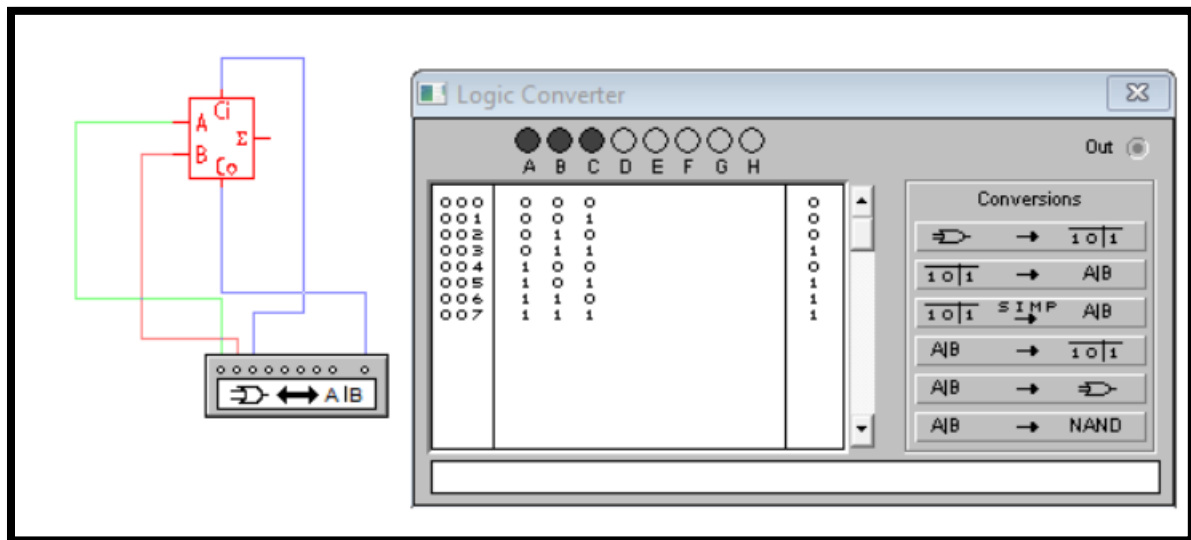 Ci
A
Σ
B
Co
A|B
Logic Converter
A B C D E F G H
Out
000 0 0 0 0
001 0 0 1 0
002 0 1 0 0
003 0 1 1 1
004 1 0 0 0
005 1 0 1 1
006 1 1 0 1
007 1 1 1 1
Conversions
→ 1 0|1
1 0|1 → A|B
1 0|1 SIMP → A|B
A|B → 1 0|1
A|B →
A|B → NAND